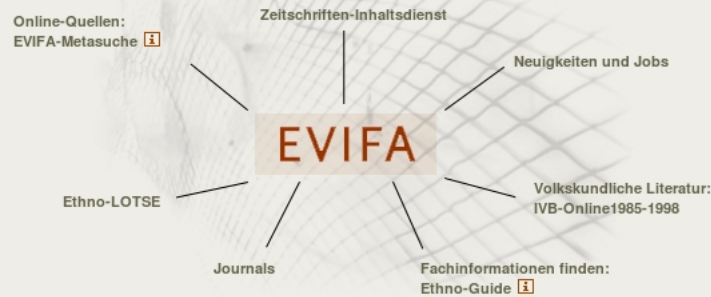 Zeitschriften-Inhaltsdienst
Online-Quellen:
EVIFA-Metasuche i
Neuigkeiten und Jobs
EVIFA
Ethno-LOTSE
Volkskundliche Literatur:
IVB-Online1985-1998
Journals
Fachinformationen finden:
Ethno-Guide i